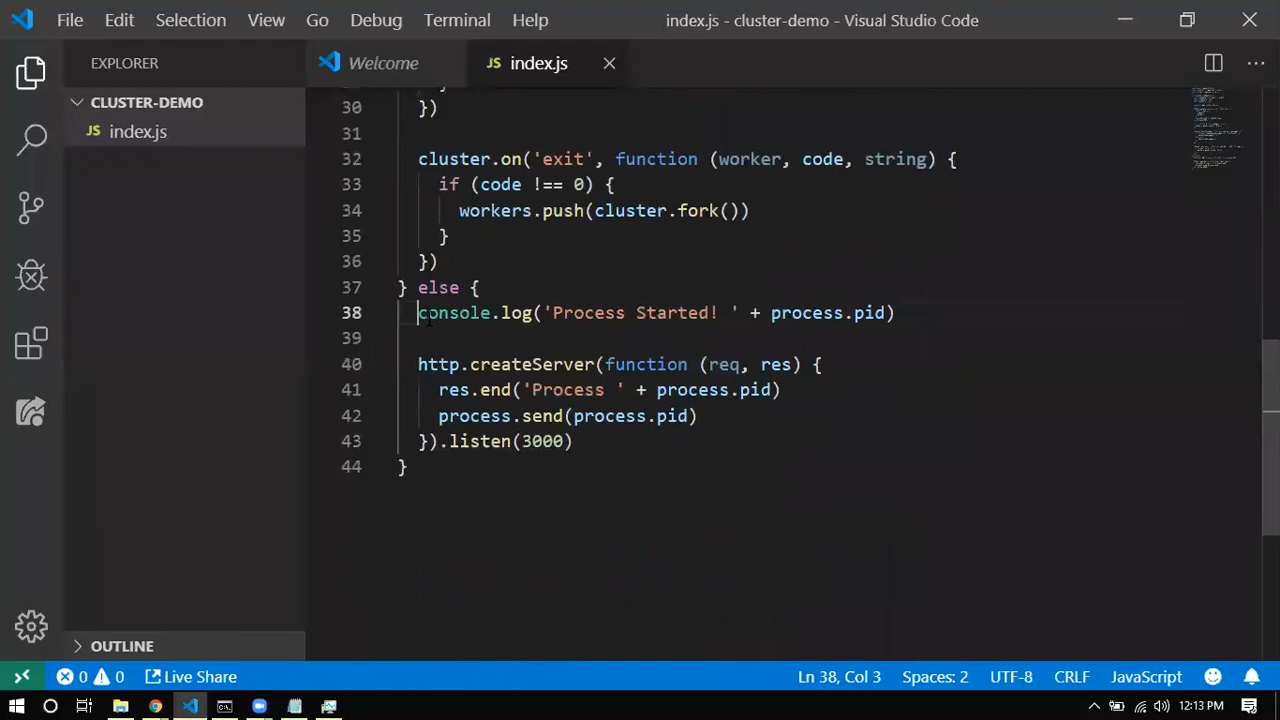 File Edit Selection View Go Debug Terminal Help index.js - cluster-demo - Visual Studio Code
EXPLORER
Welcome
JS index.js
CLUSTER-DEMO
JS index.js
30 })
31
32 cluster.on('exit', function (worker, code, string) {
33 if (code !== 0) {
34 workers.push(cluster.fork())
35 }
36 })
37 } else {
38 console.log('Process Started! ' + process.pid)
39
40 http.createServer(function (req, res) {
41 res.end('Process ' + process.pid)
42 process.send(process.pid)
43 }).listen(3000)
44 }
OUTLINE
0 0 Live Share Ln 38, Col 3 Spaces: 2 UTF-8 CRLF JavaScript
12:13 PM